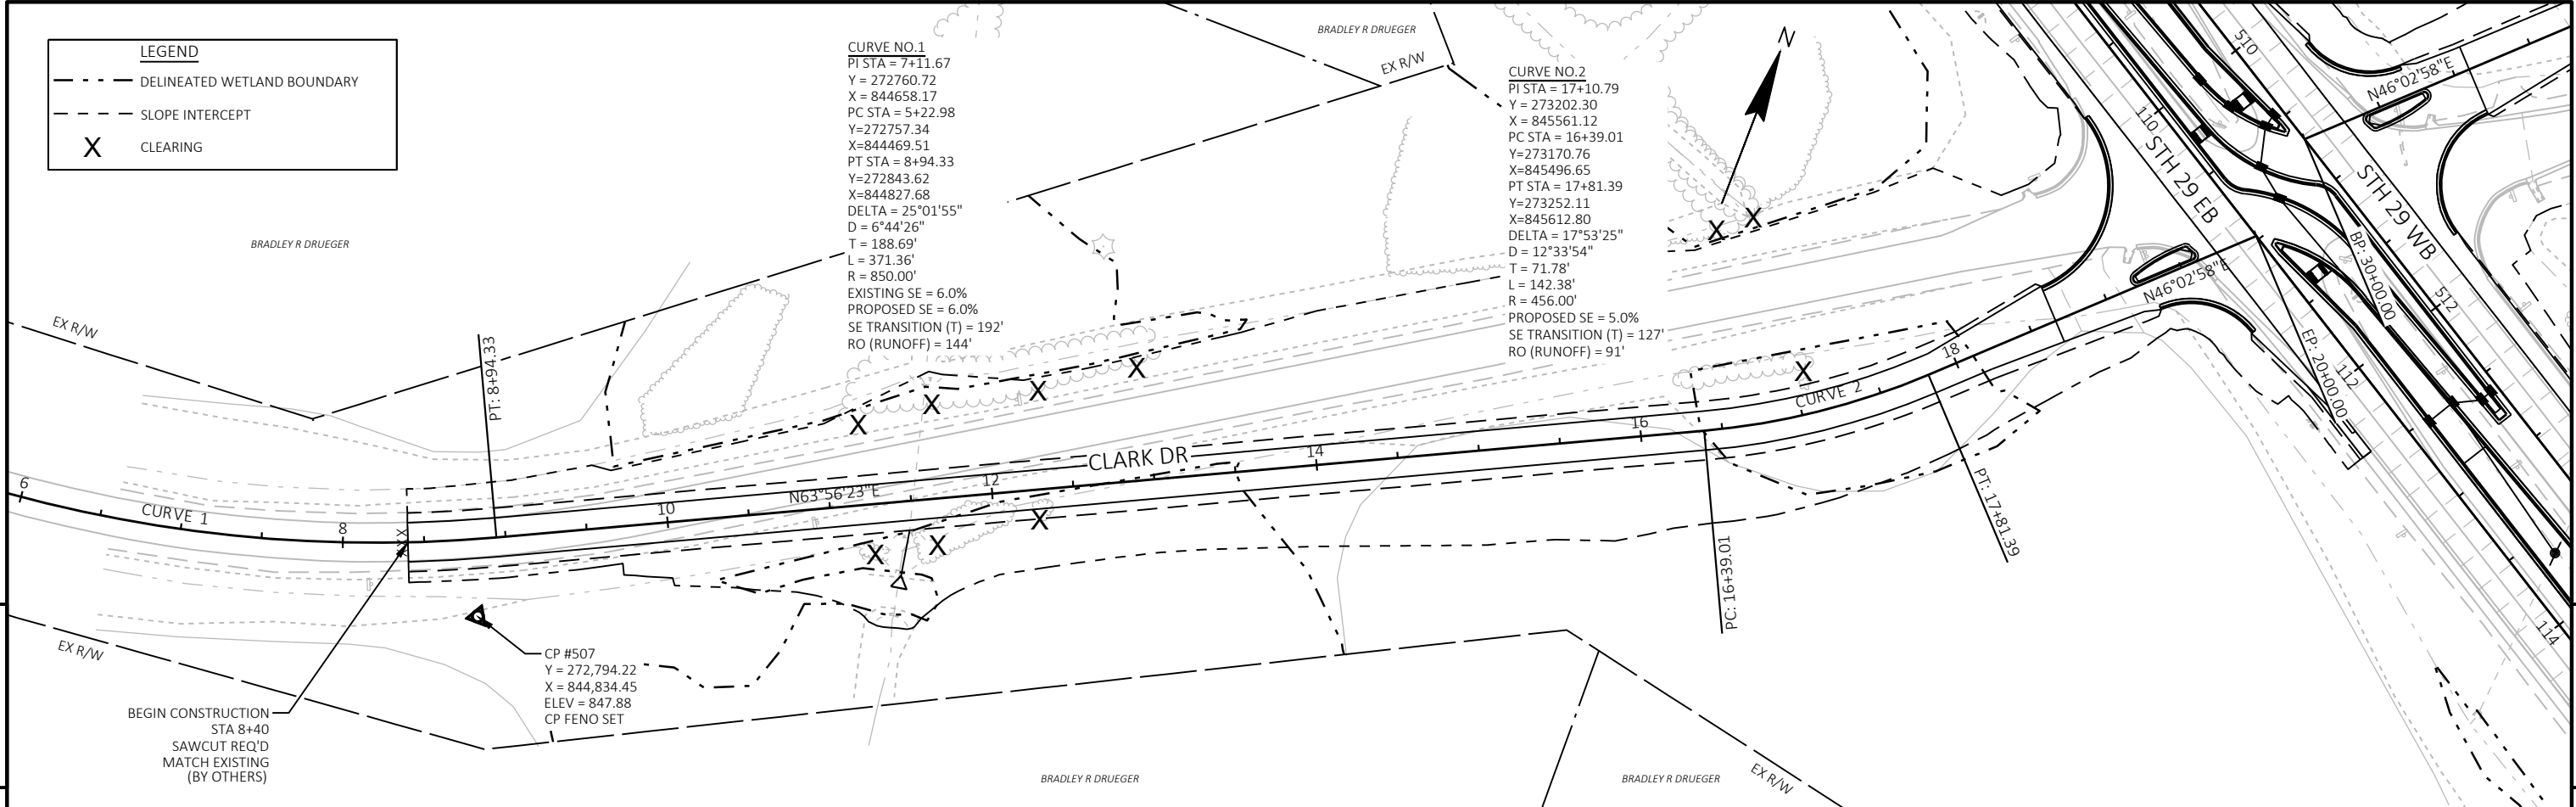 LEGEND
DELINEATED WETLAND BOUNDARY
SLOPE INTERCEPT
X CLEARING
CURVE NO.1
PI STA = 7+11.67
Y = 272760.72
X = 844658.17
PC STA = 5+22.98
Y=272757.34
X=844469.51
PT STA = 8+94.33
Y=272843.62
X=844827.68
DELTA = 25°01'55"
D = 6°44'26"
T = 188.69'
L = 371.36'
R = 850.00'
EXISTING SE = 6.0%
PROPOSED SE = 6.0%
SE TRANSITION (T) = 192'
RO (RUNOFF) = 144'
BRADLEY R DRUEGER
EX R/W
CURVE NO.2
PI STA = 17+10.79
Y = 273202.30
X = 845561.12
PC STA = 16+39.01
Y=273170.76
X=845496.65
PT STA = 17+81.39
Y=273252.11
X=845612.80
DELTA = 17°53'25"
D = 12°33'54"
T = 71.78'
L = 142.38'
R = 456.00'
PROPOSED SE = 5.0%
SE TRANSITION (T) = 127'
RO (RUNOFF) = 91'
N
X
X
510
N46°02'58"E
110
STH 29 EB
STH 29 WB
N46°02'58"E
BP: 30+00.00
512
EP: 20+00.00
112
114
BRADLEY R DRUEGER
EX R/W
PT: 8+94.33
X
X
X
X
X
18
CURVE 2
16
14
CLARK DR
12
N63°56'23"E
10
8
CURVE 1
6
XX
X
X
X
PT: 17+81.39
PC: 16+39.01
EX R/W
CP #507
Y = 272,794.22
X = 844,834.45
ELEV = 847.88
CP FENO SET
BEGIN CONSTRUCTION
STA 8+40
SAWCUT REQ'D
MATCH EXISTING
(BY OTHERS)
BRADLEY R DRUEGER
BRADLEY R DRUEGER
EX R/W